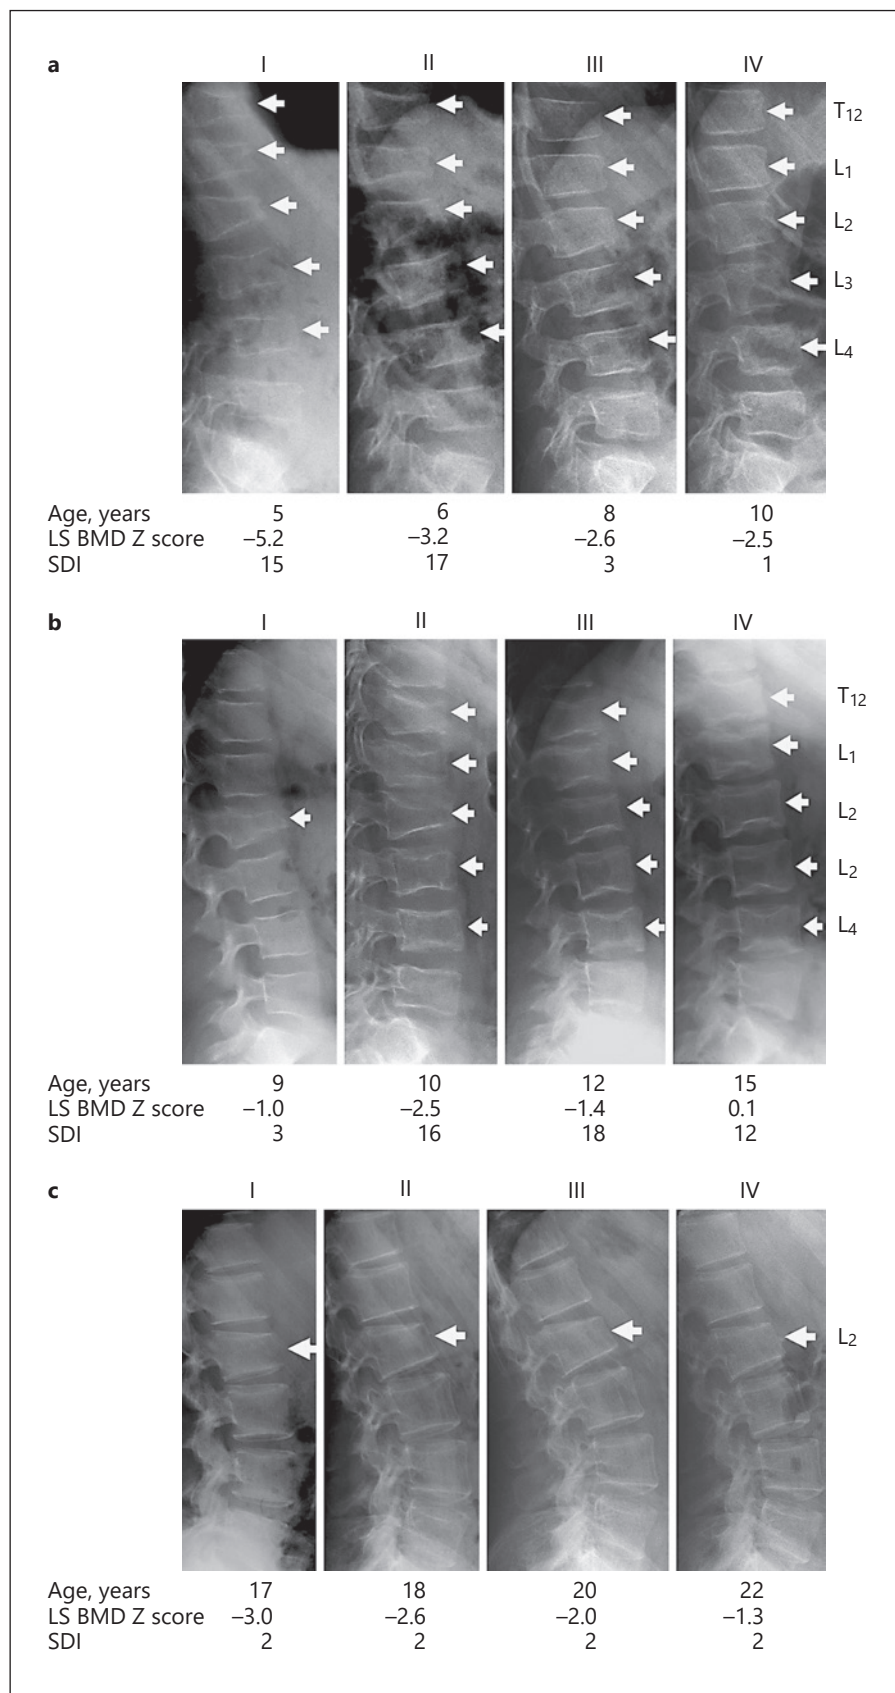 a
I II III IV
T12
L1
L2
L3
L4
Age, years 5 6 8 10
LS BMD Z score –5.2 –3.2 –2.6 –2.5
SDI 15 17 3 1
b
I II III IV
T12
L1
L2
L2
L4
Age, years 9 10 12 15
LS BMD Z score –1.0 –2.5 –1.4 0.1
SDI 3 16 18 12
c
I II III IV
L2
Age, years 17 18 20 22
LS BMD Z score –3.0 –2.6 –2.0 –1.3
SDI 2 2 2 2